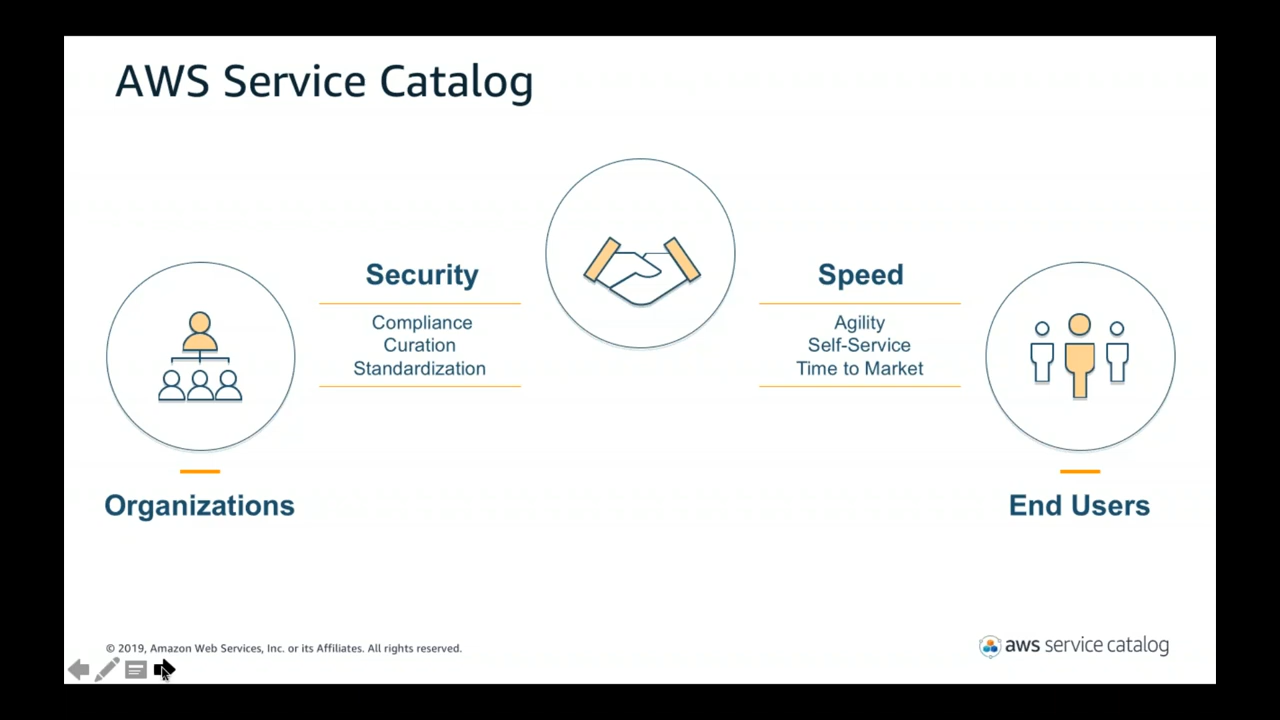 AWS Service Catalog
Security
Compliance
Curation
Standardization
Speed
Agility
Self-Service
Time to Market
Organizations
End Users
© 2019, Amazon Web Services, Inc. or its Affiliates. All rights reserved.
aws service catalog